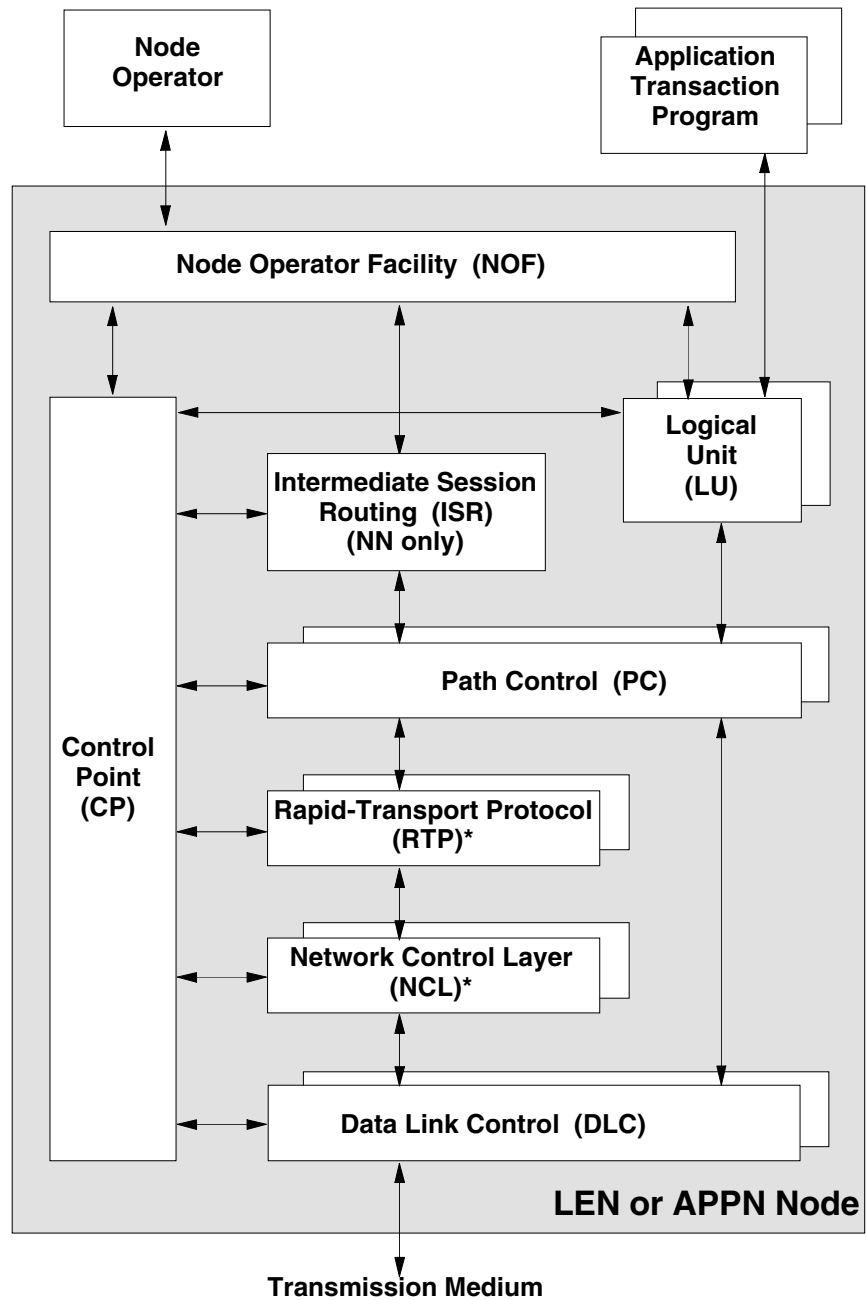 Node
Operator
Application
Transaction
Program
Node Operator Facility (NOF)
Logical
Unit
(LU)
Intermediate Session
Routing (ISR)
(NN only)
Path Control (PC)
Control
Point
(CP)
Rapid-Transport Protocol
(RTP)*
Network Control Layer
(NCL)*
Data Link Control (DLC)
LEN or APPN Node
Transmission Medium